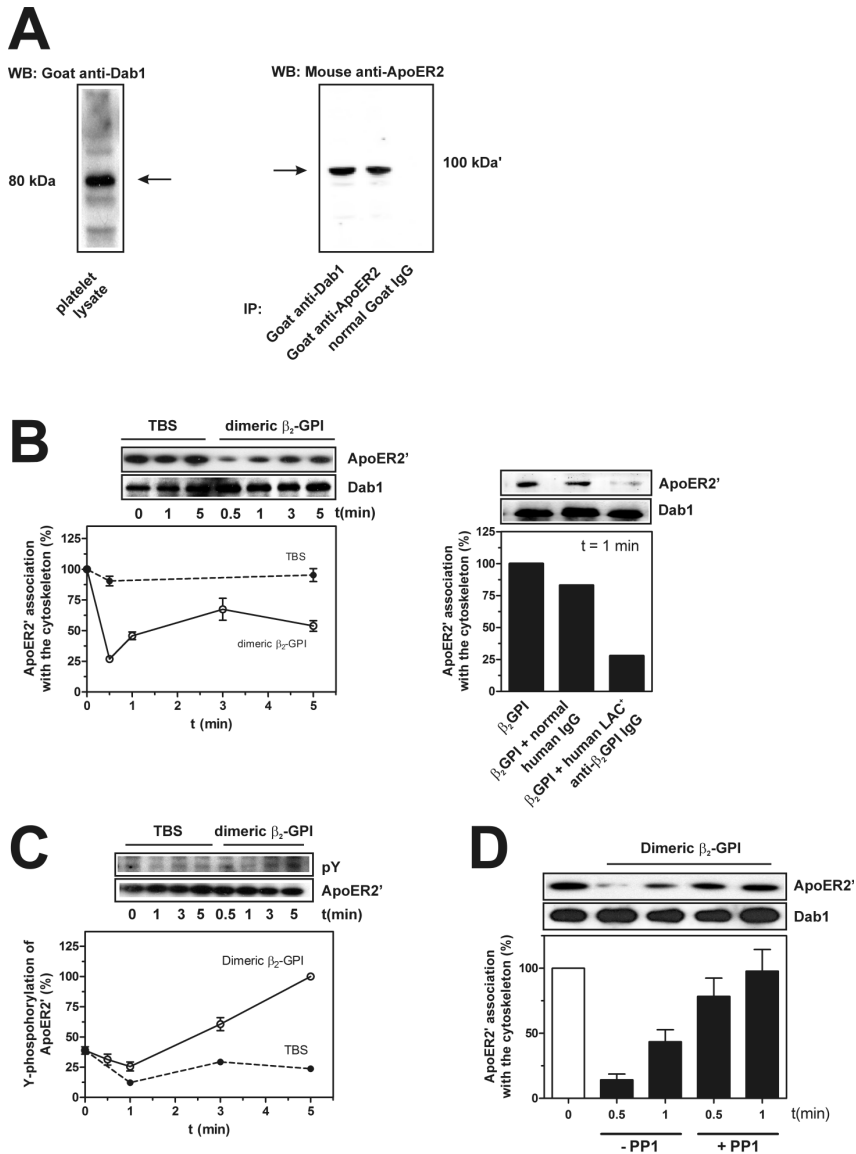 A
WB: Goat anti-Dab1
WB: Mouse anti-ApoER2
80 kDa
100 kDa'
platelet
lysate
IP:
Goat anti-Dab1
Goat anti-ApoER2
normal Goat IgG
B
TBS
dimeric β₂-GPI
ApoER2'
Dab1
0 1 5 0.5 1 3 5 t(min)
ApoER2' association
with the cytoskeleton (%)
125
100
75
50
25
0
TBS
dimeric β₂-GPI
0 1 2 3 4 5
t (min)
ApoER2'
Dab1
ApoER2' association
with the cytoskeleton (%)
125
100
75
50
25
0
t = 1 min
β₂GPI
β₂GPI + normal
human IgG
β₂GPI + human LAC⁺
anti-β₂GPI IgG
C
TBS
dimeric β₂-GPI
pY
ApoER2'
0 1 3 5 0.5 1 3 5 t(min)
Y-phospohorylation of
ApoER2' (%)
125
100
75
50
25
0
Dimeric β₂-GPI
TBS
0 1 2 3 4 5
t (min)
D
Dimeric β₂-GPI
ApoER2'
Dab1
ApoER2' association
with the cytoskeleton (%)
100
50
0
0 0.5 1 0.5 1 t(min)
- PP1
+ PP1